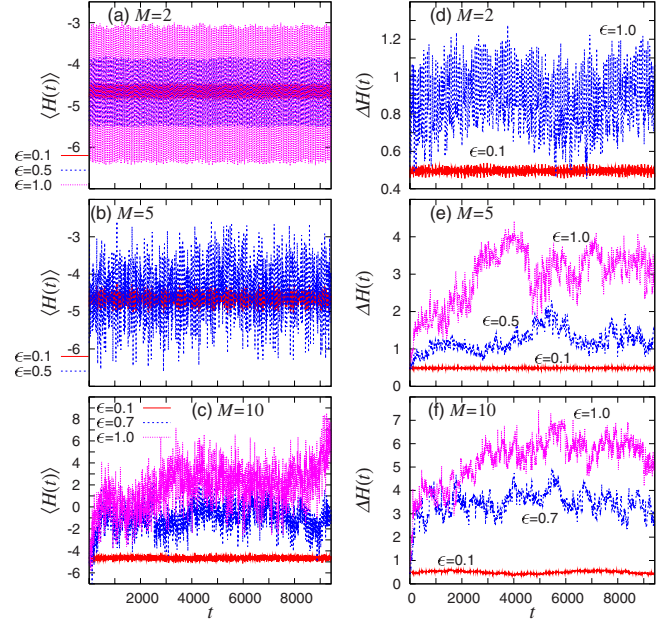 (a) M=2
⟨H(t)⟩
-3
-4
-5
-6
ϵ=0.1
ϵ=0.5
ϵ=1.0
(d) M=2
ΔH(t)
1.2
1
0.8
0.6
0.4
ϵ=1.0
ϵ=0.1
(b) M=5
⟨H(t)⟩
-3
-4
-5
-6
ϵ=0.1
ϵ=0.5
(e) M=5
ΔH(t)
4
3
2
1
0
ϵ=1.0
ϵ=0.5
ϵ=0.1
(c) M=10
⟨H(t)⟩
8
6
4
2
0
-2
-4
-6
ϵ=0.1
ϵ=0.7
ϵ=1.0
2000 4000 6000 8000
t
(f) M=10
ΔH(t)
7
6
5
4
3
2
1
0
ϵ=1.0
ϵ=0.7
ϵ=0.1
0 2000 4000 6000 8000
t